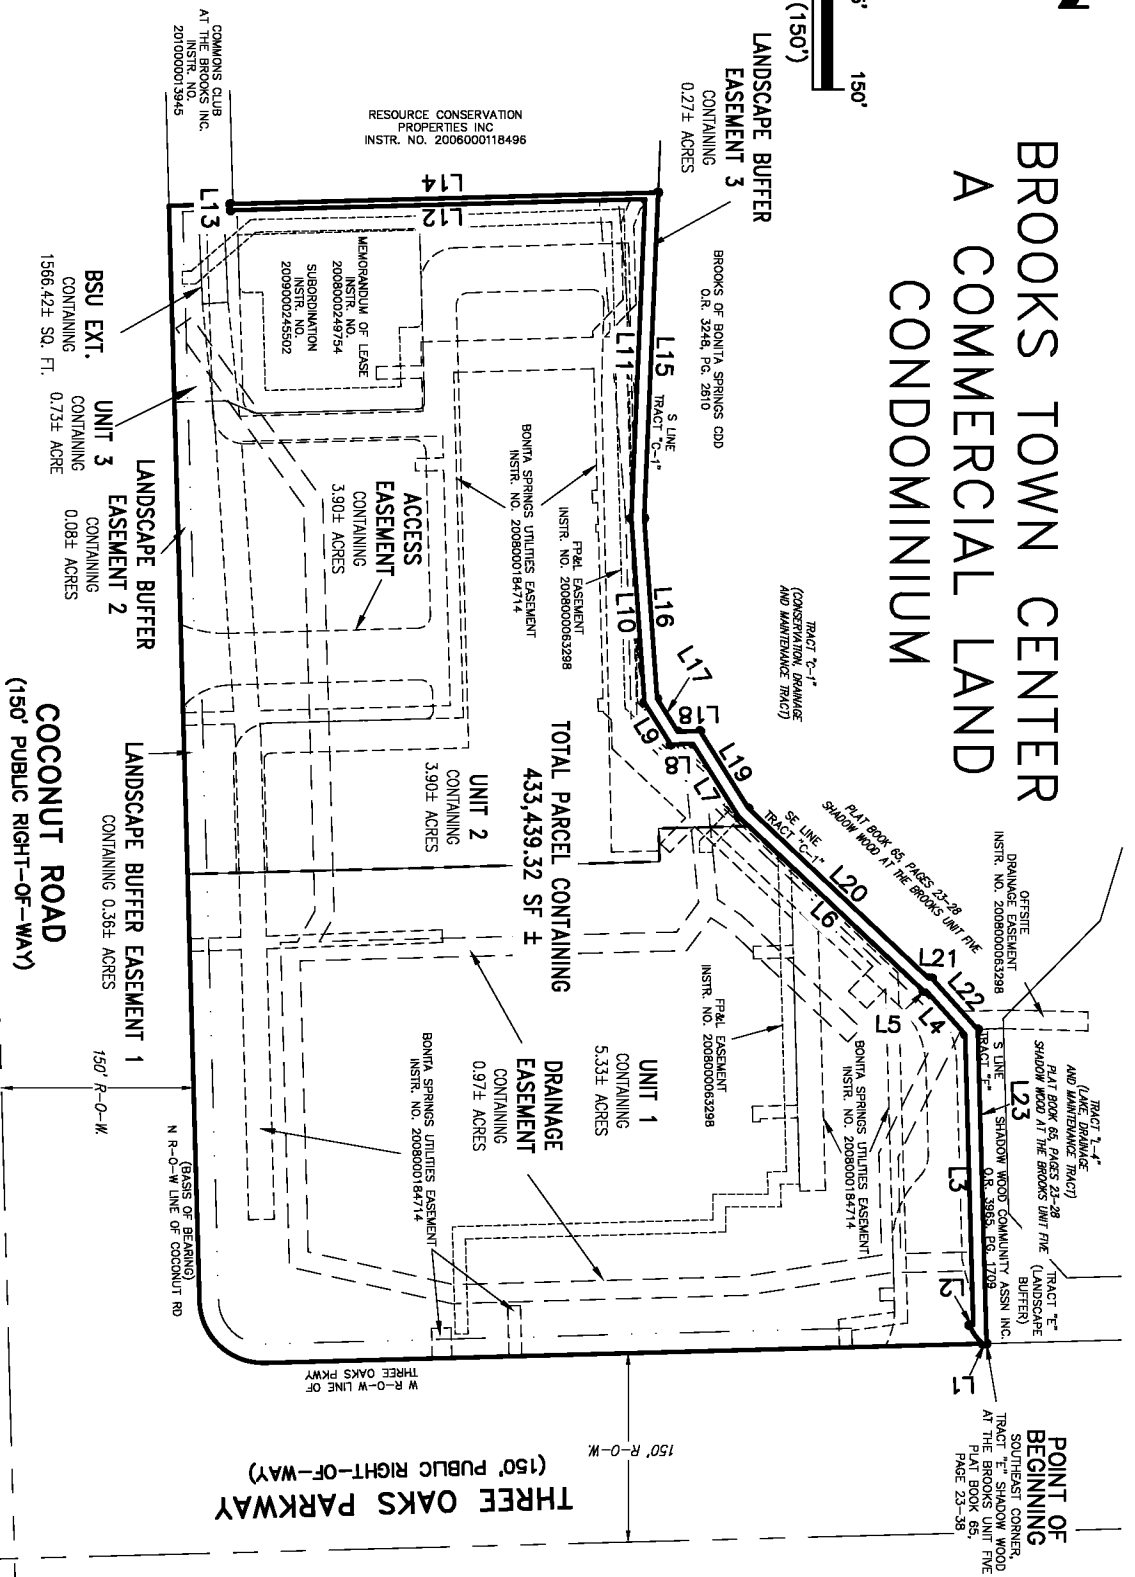 BROOKS TOWN CENTER
A COMMERCIAL LAND
CONDOMINIUM
150'
(150')
LANDSCAPE BUFFER
EASEMENT 3
CONTAINING
0.27± ACRES
BROOKS OF BONITA SPRINGS CDD
O.R. 3248, PG. 2610
RESOURCE CONSERVATION
PROPERTIES INC
INSTR. NO. 2006000118496
COMMONS CLUB
AT THE BROOKS INC.
INSTR. NO.
2010000013945
TRACT "C-1"
(CONSERVATION, DRAINAGE
AND MAINTENANCE TRACT)
S LINE
TRACT "C-1"
SE LINE
TRACT "C-1"
PLAT BOOK 65, PAGES 23-28
SHADOW WOOD AT THE BROOKS UNIT FIVE
OFFSITE
DRAINAGE EASEMENT
INSTR. NO. 2008000063298
TRACT "L-4"
(LAKE, DRAINAGE
AND MAINTENANCE TRACT)
PLAT BOOK 65, PAGES 23-28
SHADOW WOOD AT THE BROOKS UNIT FIVE
TRACT "E"
(LANDSCAPE
BUFFER)
S LINE
TRACT "E"
SHADOW WOOD COMMUNITY ASSN INC.
O.R. 3965, PG. 1709
POINT OF
BEGINNING
SOUTHEAST CORNER,
TRACT "E" SHADOW WOOD
AT THE BROOKS UNIT FIVE
PLAT BOOK 65,
PAGE 23-38
L1
L2
L3
L4
L5
L6
L7
L8
L9
L10
L11
L12
L13
L14
L15
L16
L17
L18
L19
L20
L21
L22
L23
MEMORANDUM OF LEASE
INSTR. NO.
2008000249754
SUBORDINATION
INSTR. NO.
2009000245502
BONITA SPRINGS UTILITIES EASEMENT
INSTR. NO. 2008000184714
FP&L EASEMENT
INSTR. NO. 2008000063298
ACCESS
EASEMENT
CONTAINING
3.90± ACRES
TOTAL PARCEL CONTAINING
433,439.32 SF ±
UNIT 2
CONTAINING
3.90± ACRES
FP&L EASEMENT
INSTR. NO. 2008000063298
BONITA SPRINGS UTILITIES EASEMENT
INSTR. NO. 2008000184714
UNIT 1
CONTAINING
5.33± ACRES
DRAINAGE
EASEMENT
CONTAINING
0.97± ACRES
BONITA SPRINGS UTILITIES EASEMENT
INSTR. NO. 2008000184714
BSU EXT.
CONTAINING
1566.42± SQ. FT.
UNIT 3
CONTAINING
0.73± ACRE
LANDSCAPE BUFFER
EASEMENT 2
CONTAINING
0.08± ACRES
LANDSCAPE BUFFER EASEMENT 1
CONTAINING 0.36± ACRES
COCONUT ROAD
(150' PUBLIC RIGHT-OF-WAY)
150' R-O-W.
(BASIS OF BEARING)
N R-O-W LINE OF COCONUT RD
W R-O-W LINE OF
THREE OAKS PKWY
150' R-O-W.
THREE OAKS PARKWAY
(150' PUBLIC RIGHT-OF-WAY)